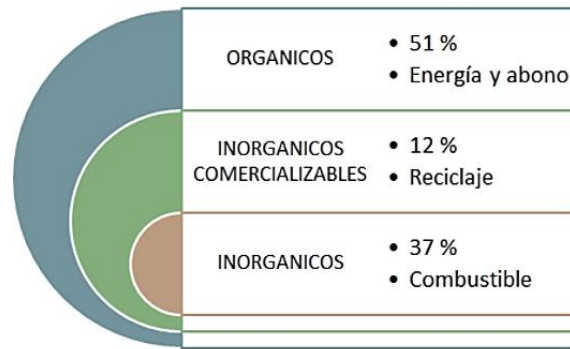 ORGANICOS
• 51 %
• Energía y abono
INORGANICOS
COMERCIALIZABLES
• 12 %
• Reciclaje
INORGANICOS
• 37 %
• Combustible